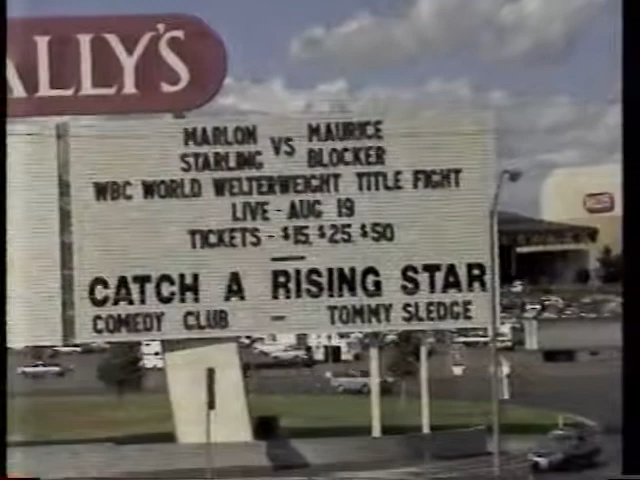 ALLY'S
MARLON VS MAURICE
STARLING BLOCKER
WBC WORLD WELTERWEIGHT TITLE FIGHT
LIVE - AUG 19
TICKETS - $15, $25, $50
CATCH A RISING STAR
COMEDY CLUB - TOMMY SLEDGE